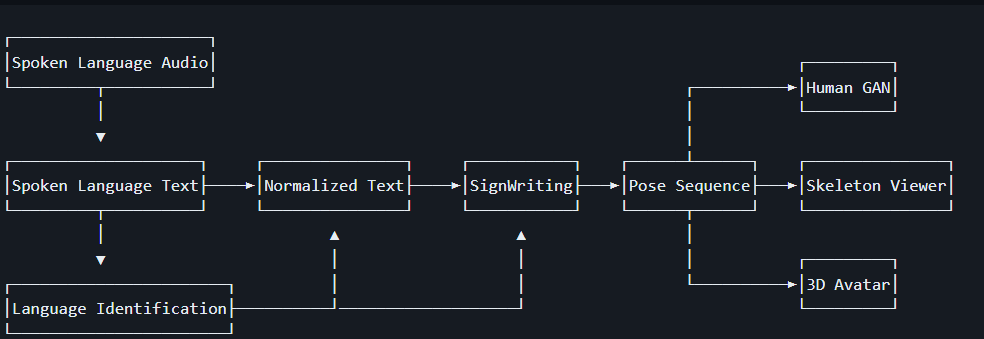 Spoken Language Audio
Human GAN
Spoken Language Text Normalized Text SignWriting Pose Sequence Skeleton Viewer
Language Identification 3D Avatar